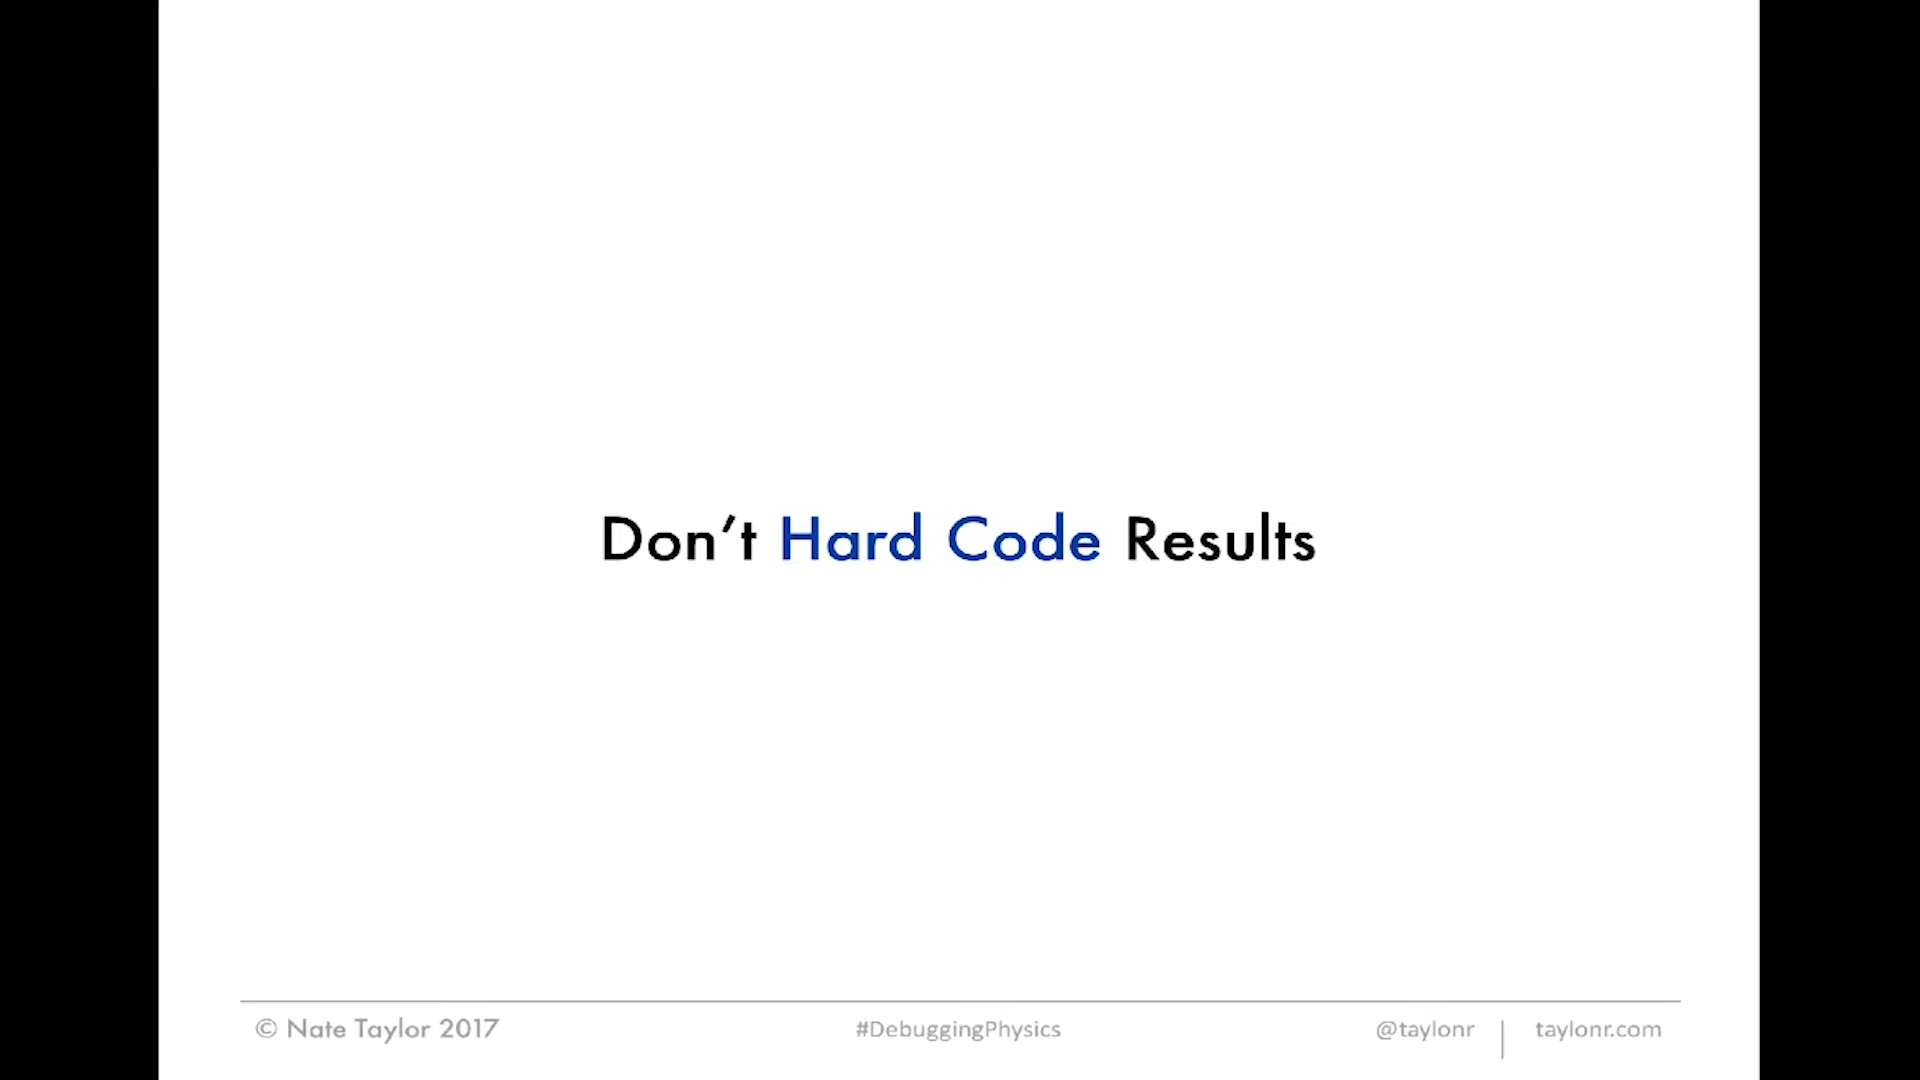 Don’t Hard Code Results
© Nate Taylor 2017
#DebuggingPhysics
@taylonr | taylonr.com